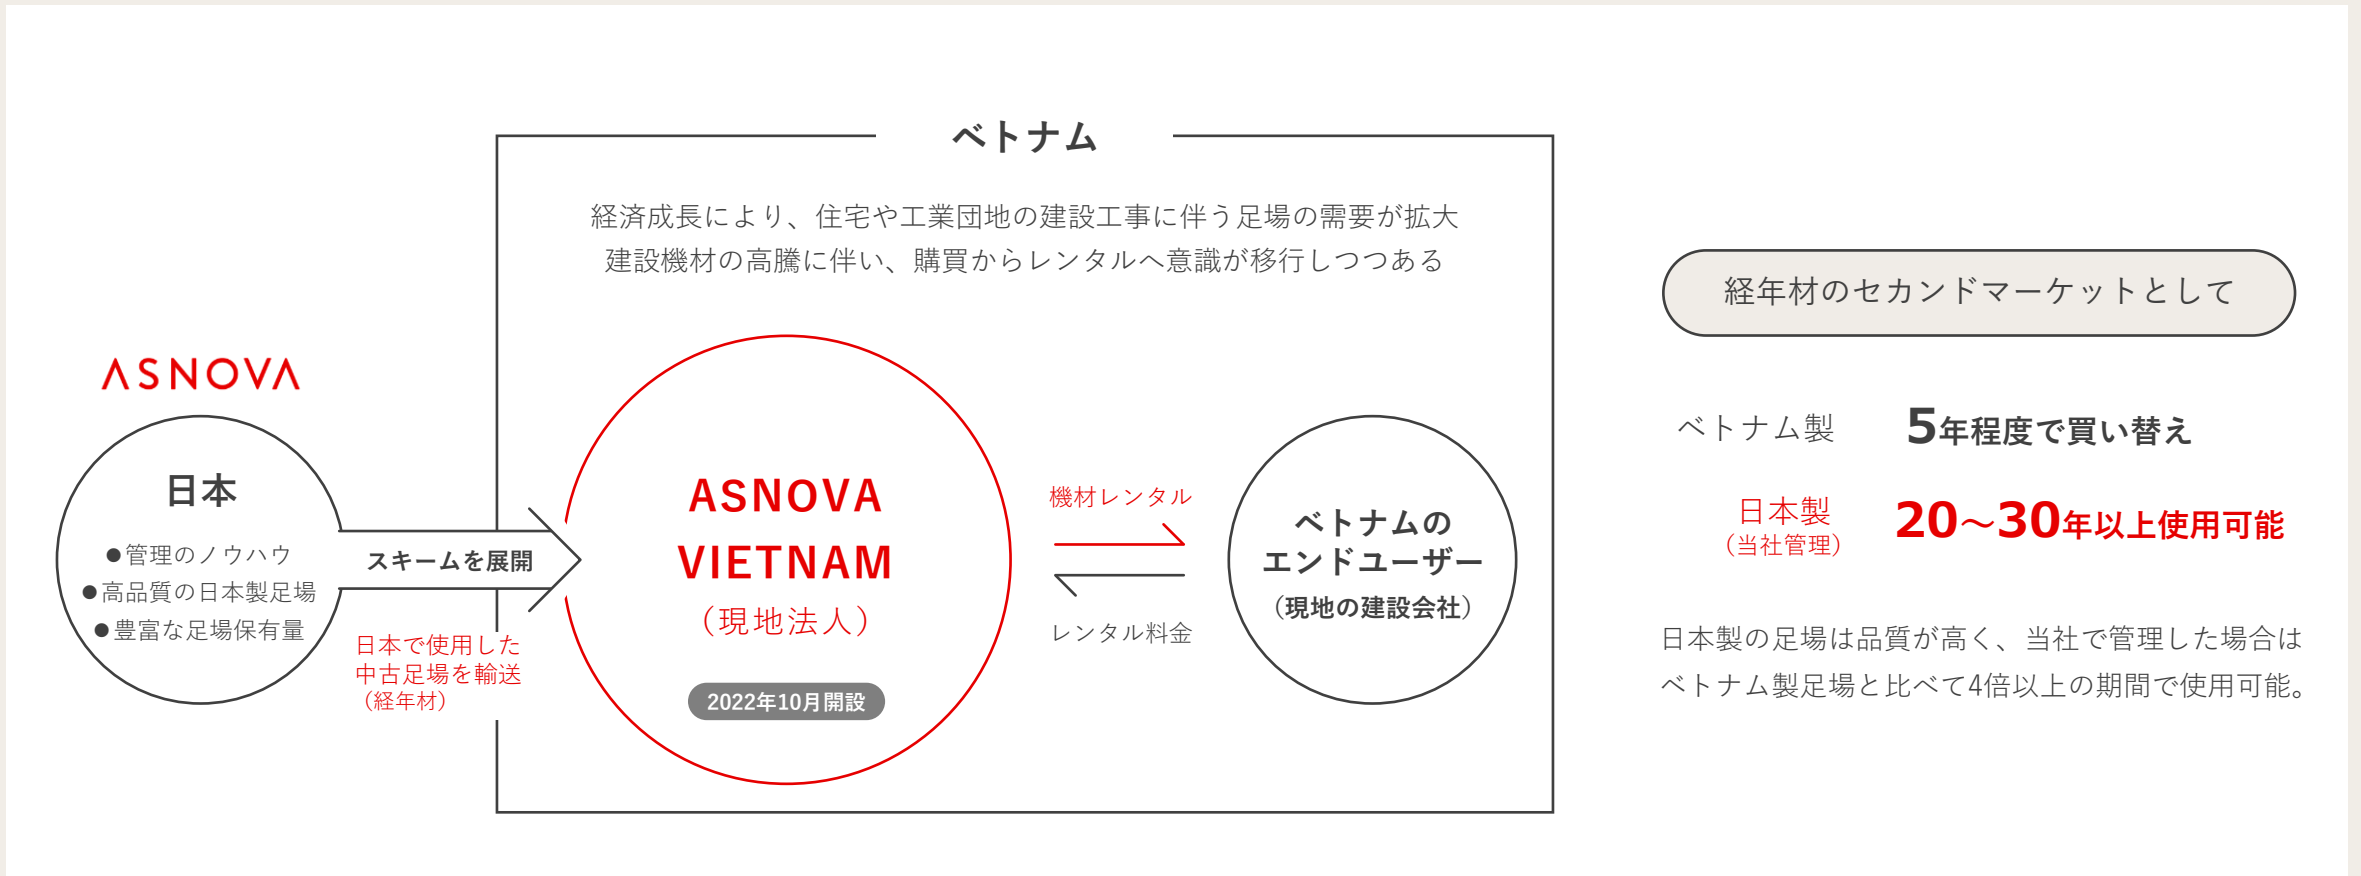 ASNOVA
日本
●管理のノウハウ
●高品質の日本製足場
●豊富な足場保有量
スキームを展開
日本で使用した
中古足場を輸送
（経年材）
ベトナム
経済成長により、住宅や工業団地の建設工事に伴う足場の需要が拡大
建設機材の高騰に伴い、購買からレンタルへ意識が移行しつつある
ASNOVA
VIETNAM
（現地法人）
2022年10月開設
機材レンタル
レンタル料金
ベトナムの
エンドユーザー
（現地の建設会社）
経年材のセカンドマーケットとして
ベトナム製 5年程度で買い替え
日本製 20〜30年以上使用可能
（当社管理）
日本製の足場は品質が高く、当社で管理した場合は
ベトナム製足場と比べて4倍以上の期間で使用可能。